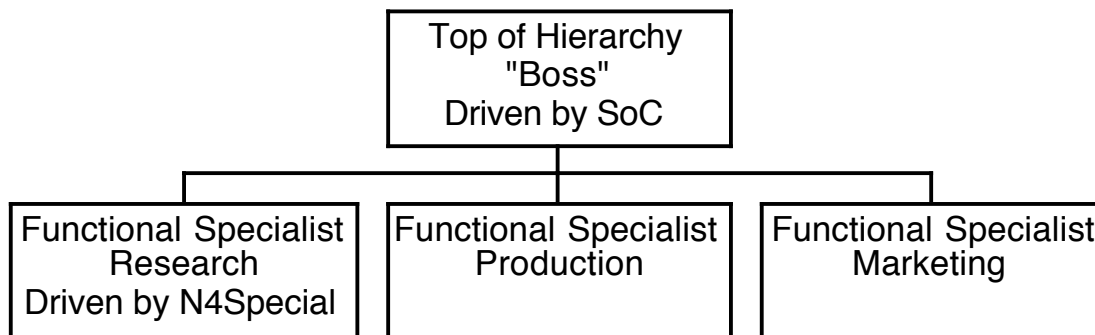 Top of Hierarchy
"Boss"
Driven by SoC
Functional Specialist
Research
Driven by N4Special
Functional Specialist
Production
Functional Specialist
Marketing